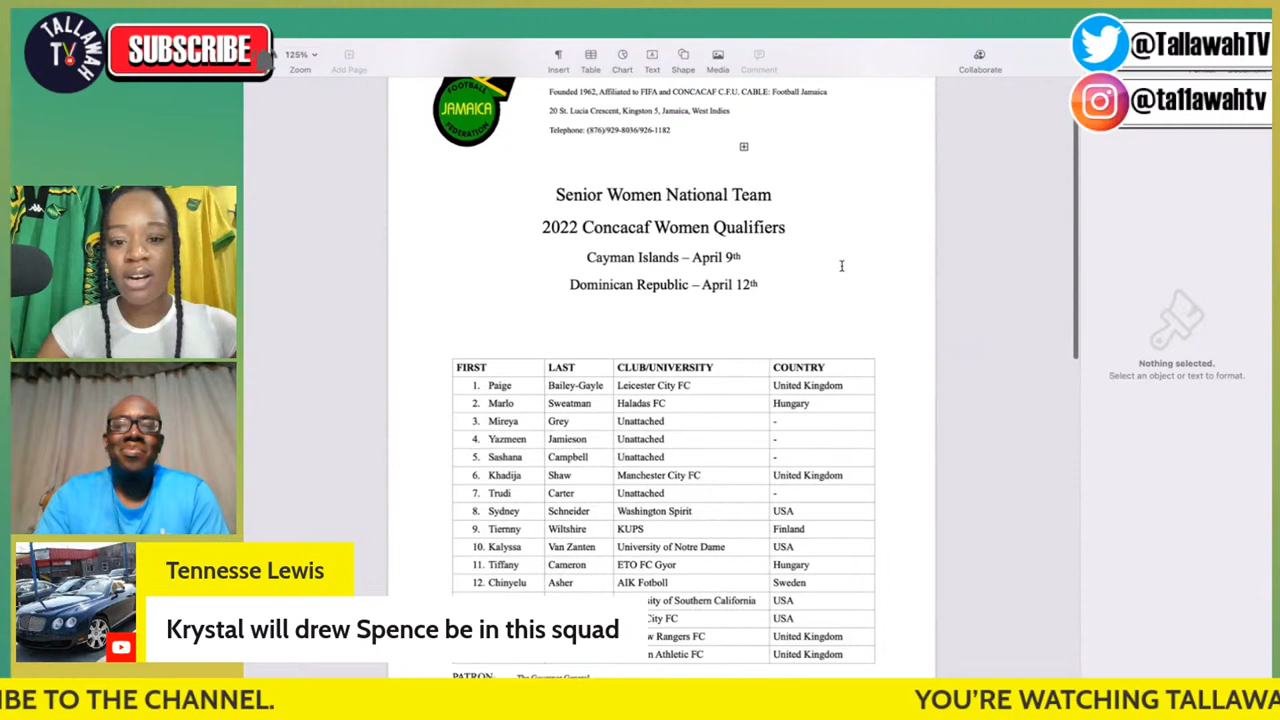 TALLAWAH
TV
SUBSCRIBE
125%
Zoom
Add Page
Insert
Table
Chart
Text
Shape
Media
Comment
Collaborate
@TallawahTV
@ta11awahtv
FOOTBALL
JAMAICA
FEDERATION
Founded 1962, Affiliated to FIFA and CONCACAF C.F.U. CABLE: Football Jamaica
20 St. Lucia Crescent, Kingston 5, Jamaica, West Indies
Telephone: (876)/929-8036/926-1182
Senior Women National Team
2022 Concacaf Women Qualifiers
Cayman Islands – April 9th
Dominican Republic – April 12th
FIRST LAST CLUB/UNIVERSITY COUNTRY
1. Paige Bailey-Gayle Leicester City FC United Kingdom
2. Marlo Sweatman Haladas FC Hungary
3. Mireya Grey Unattached -
4. Yazmeen Jamieson Unattached -
5. Sashana Campbell Unattached -
6. Khadija Shaw Manchester City FC United Kingdom
7. Trudi Carter Unattached -
8. Sydney Schneider Washington Spirit USA
9. Tiernny Wiltshire KUPS Finland
10. Kalyssa Van Zanten University of Notre Dame USA
11. Tiffany Cameron ETO FC Gyor Hungary
12. Chinyelu Asher AIK Fotboll Sweden
sity of Southern California USA
City FC USA
w Rangers FC United Kingdom
n Athletic FC United Kingdom
PATRON: The Governor General
Nothing selected.
Select an object or text to format.
Tennesse Lewis
Krystal will drew Spence be in this squad
IBE TO THE CHANNEL.
YOU'RE WATCHING TALLAWA